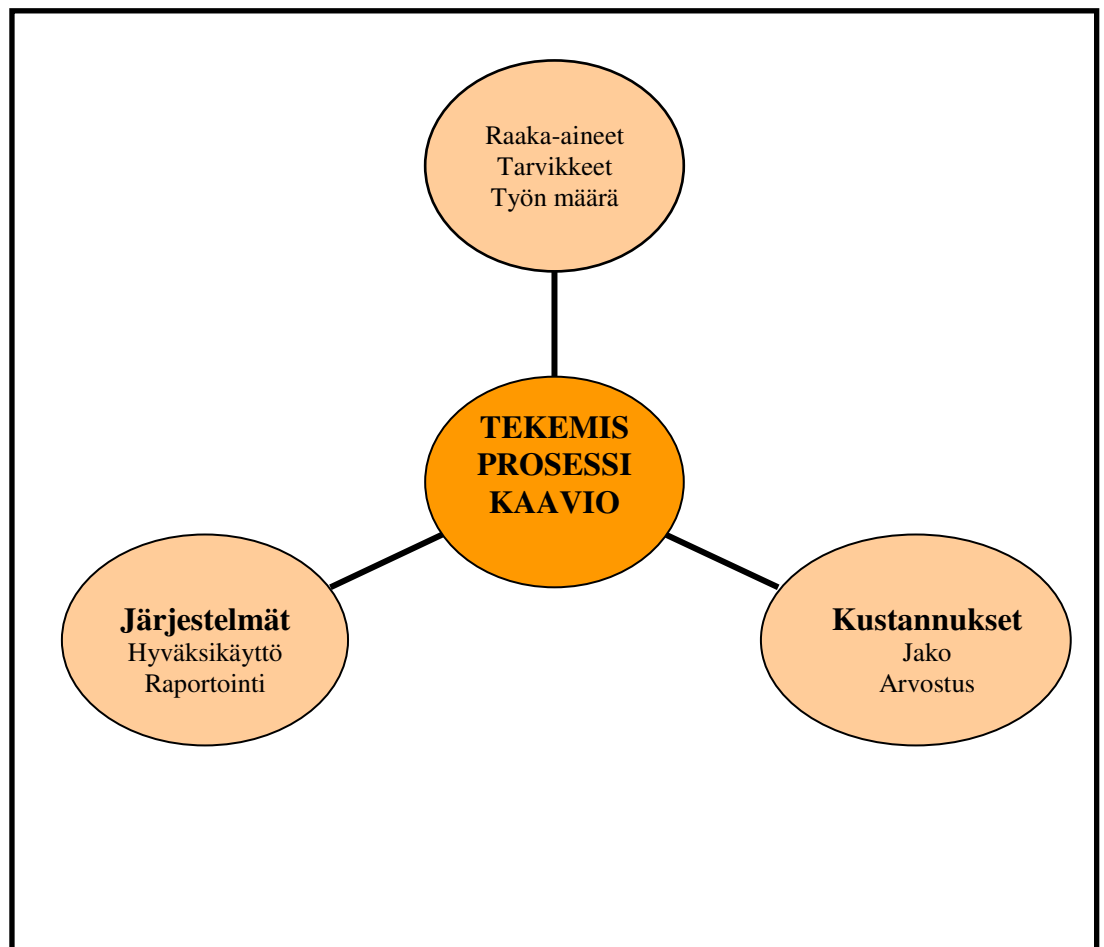 Raaka-aineet
Tarvikkeet
Työn määrä
TEKEMIS
PROSESSI
KAAVIO
Järjestelmät
Hyväksikäyttö
Raportointi
Kustannukset
Jako
Arvostus